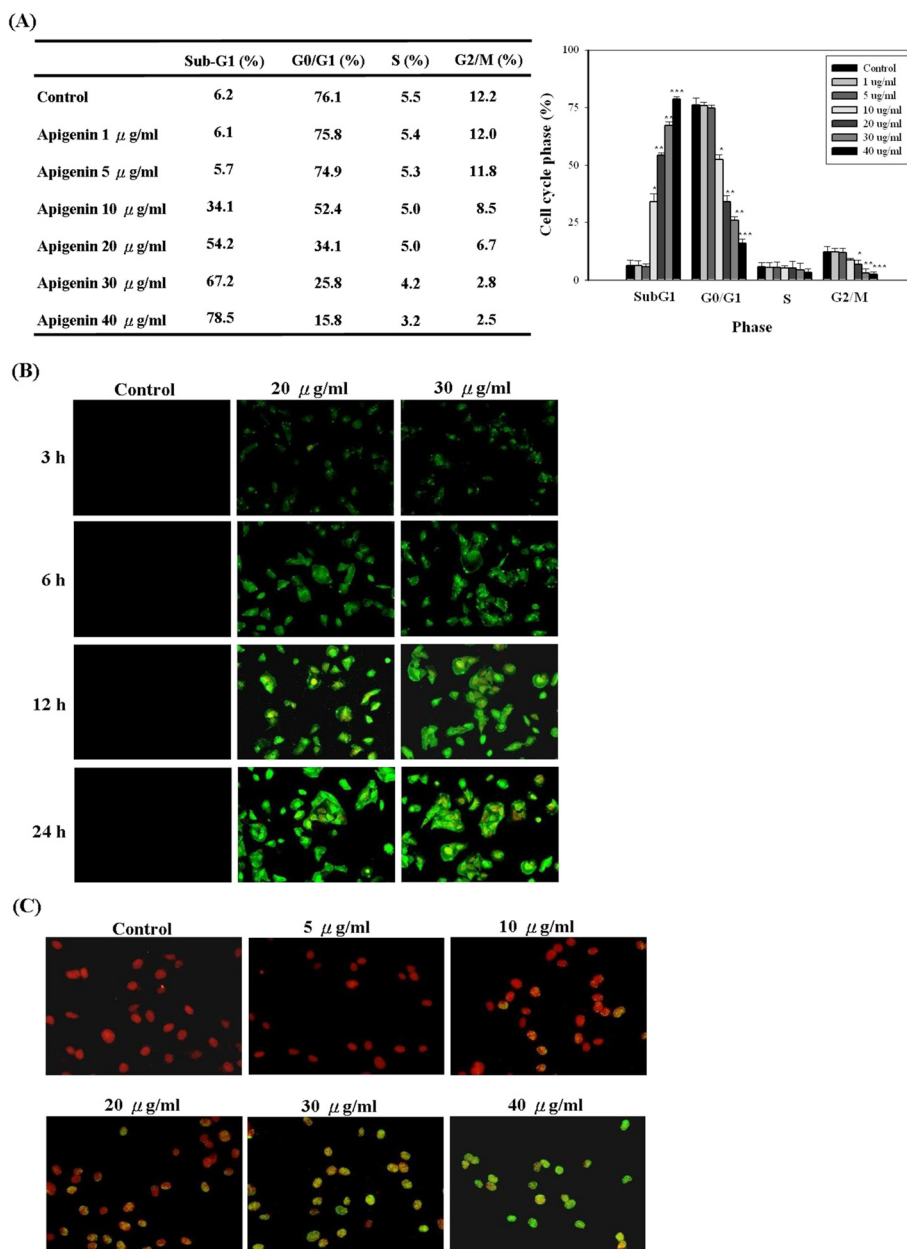 (A)
Sub-G1 (%) G0/G1 (%) S (%) G2/M (%)
Control 6.2 76.1 5.5 12.2
Apigenin 1 μg/ml 6.1 75.8 5.4 12.0
Apigenin 5 μg/ml 5.7 74.9 5.3 11.8
Apigenin 10 μg/ml 34.1 52.4 5.0 8.5
Apigenin 20 μg/ml 54.2 34.1 5.0 6.7
Apigenin 30 μg/ml 67.2 25.8 4.2 2.8
Apigenin 40 μg/ml 78.5 15.8 3.2 2.5
Cell cycle phase (%)
100
75
50
25
0
Control
1 ug/ml
5 ug/ml
10 ug/ml
20 ug/ml
30 ug/ml
40 ug/ml
* ** ** ***
* ** ** ***
* ** ***
SubG1 G0/G1 S G2/M
Phase
(B)
Control 20 μg/ml 30 μg/ml
3 h
6 h
12 h
24 h
(C)
Control 5 μg/ml 10 μg/ml
20 μg/ml 30 μg/ml 40 μg/ml